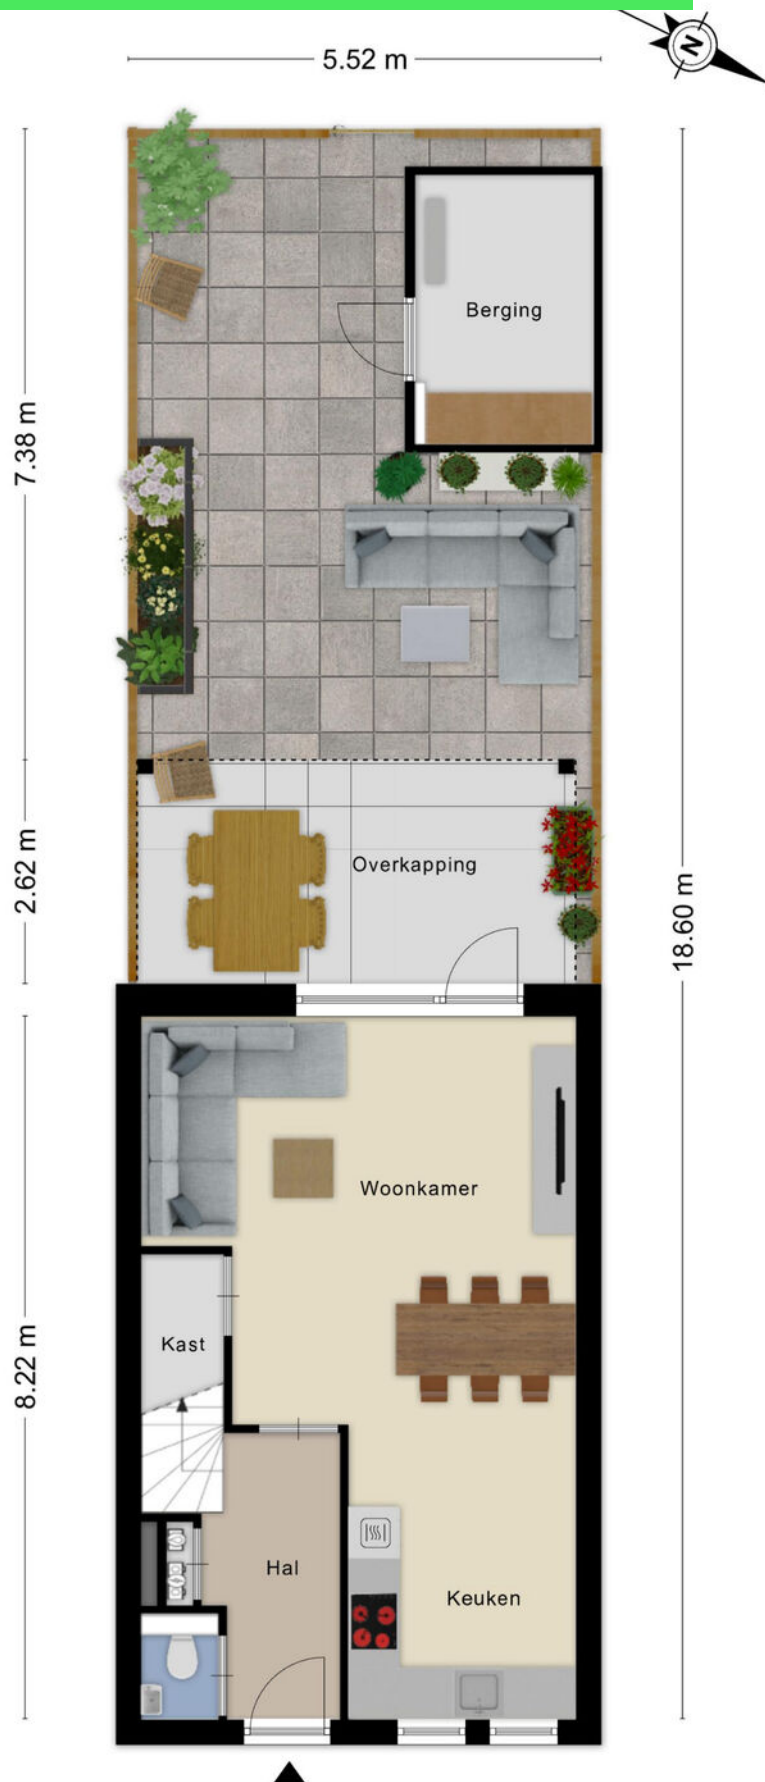 N
5.52 m
Berging
7.38 m
2.62 m
Overkapping
18.60 m
Woonkamer
Kast
8.22 m
Hal
Keuken